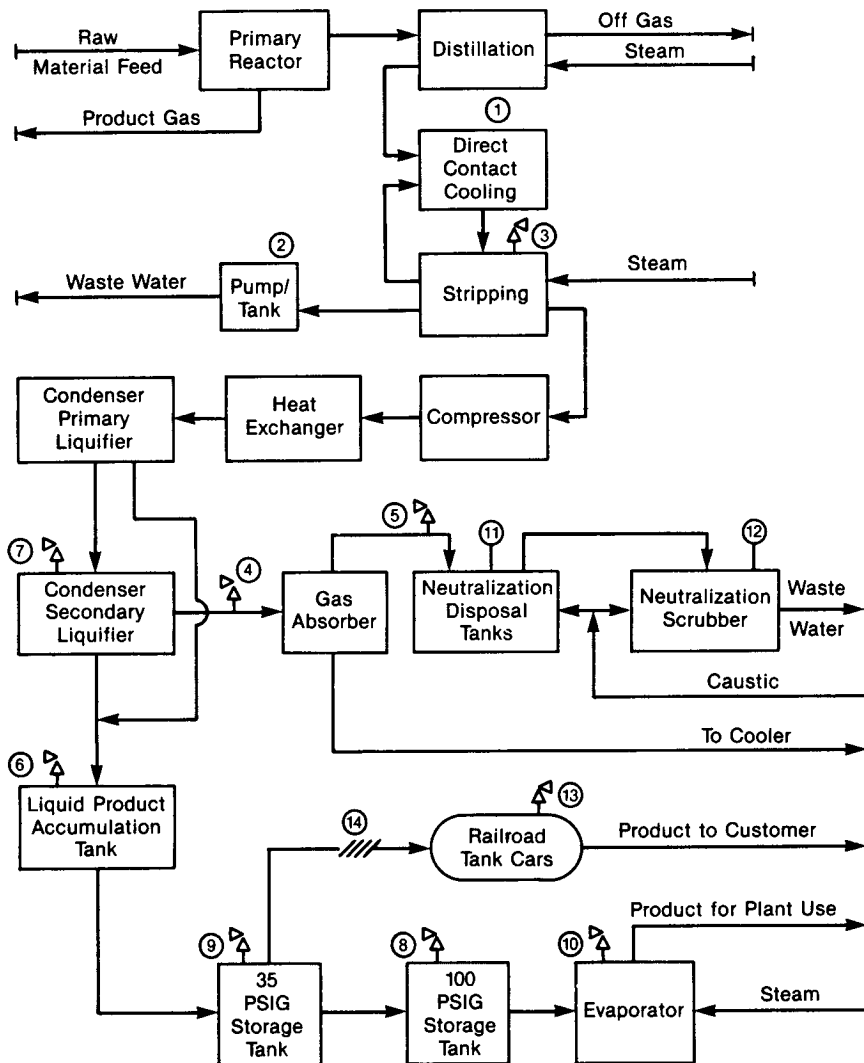 Raw
Material Feed
Primary
Reactor
Distillation
Off Gas
Steam
Product Gas
1
Direct
Contact
Cooling
2
3
Waste Water
Pump/
Tank
Stripping
Steam
Condenser
Primary
Liquifier
Heat
Exchanger
Compressor
7
4
5
11
12
Condenser
Secondary
Liquifier
Gas
Absorber
Neutralization
Disposal
Tanks
Neutralization
Scrubber
Waste
Water
Caustic
To Cooler
6
Liquid Product
Accumulation
Tank
14
13
Railroad
Tank Cars
Product to Customer
Product for Plant Use
9
8
10
35
PSIG
Storage
Tank
100
PSIG
Storage
Tank
Evaporator
Steam